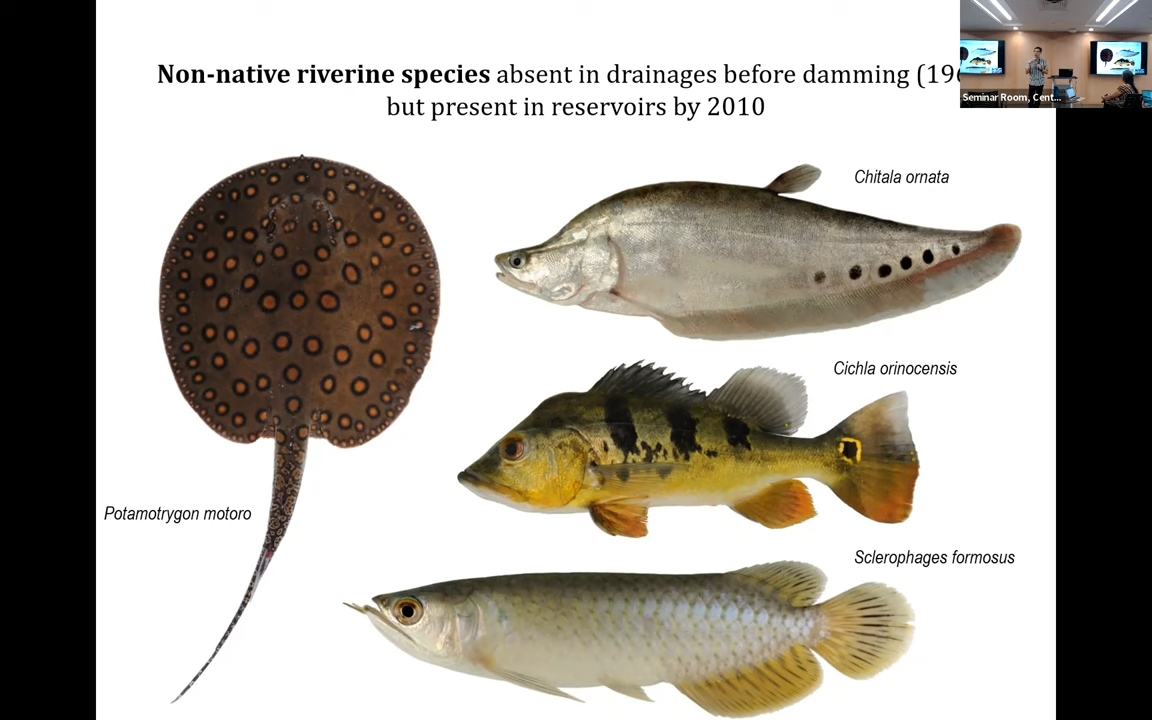 Non-native riverine species absent in drainages before damming
but present in reservoirs by 2010
Seminar Room, Cent...
Chitala ornata
Cichla orinocensis
Potamotrygon motoro
Sclerophages formosus